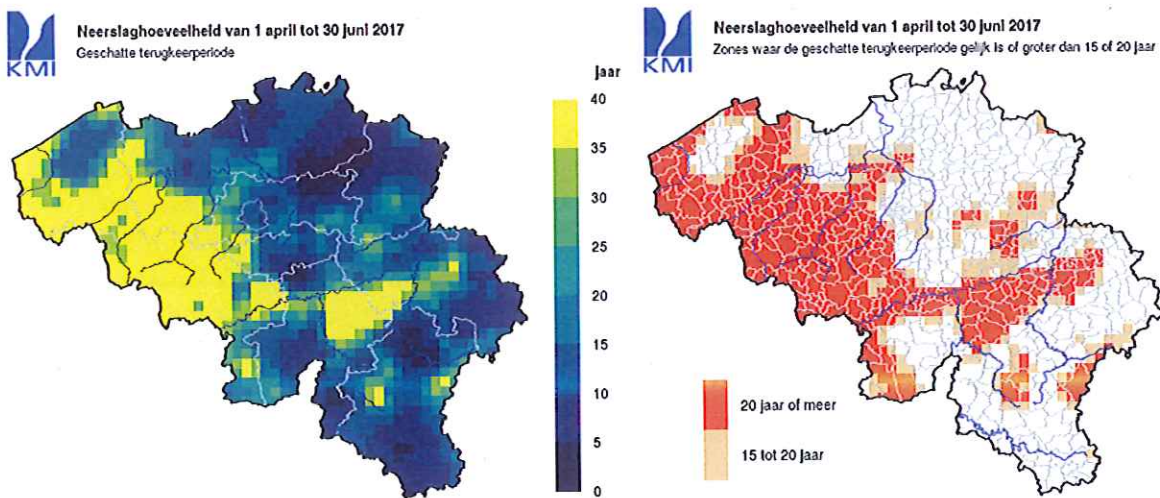 KMI
Neerslaghoeveelheid van 1 april tot 30 juni 2017
Geschatte terugkeerperiode
jaar
40
35
30
25
20
15
10
5
0
KMI
Neerslaghoeveelheid van 1 april tot 30 juni 2017
Zones waar de geschatte terugkeerperiode gelijk is of groter dan 15 of 20 jaar
20 jaar of meer
15 tot 20 jaar